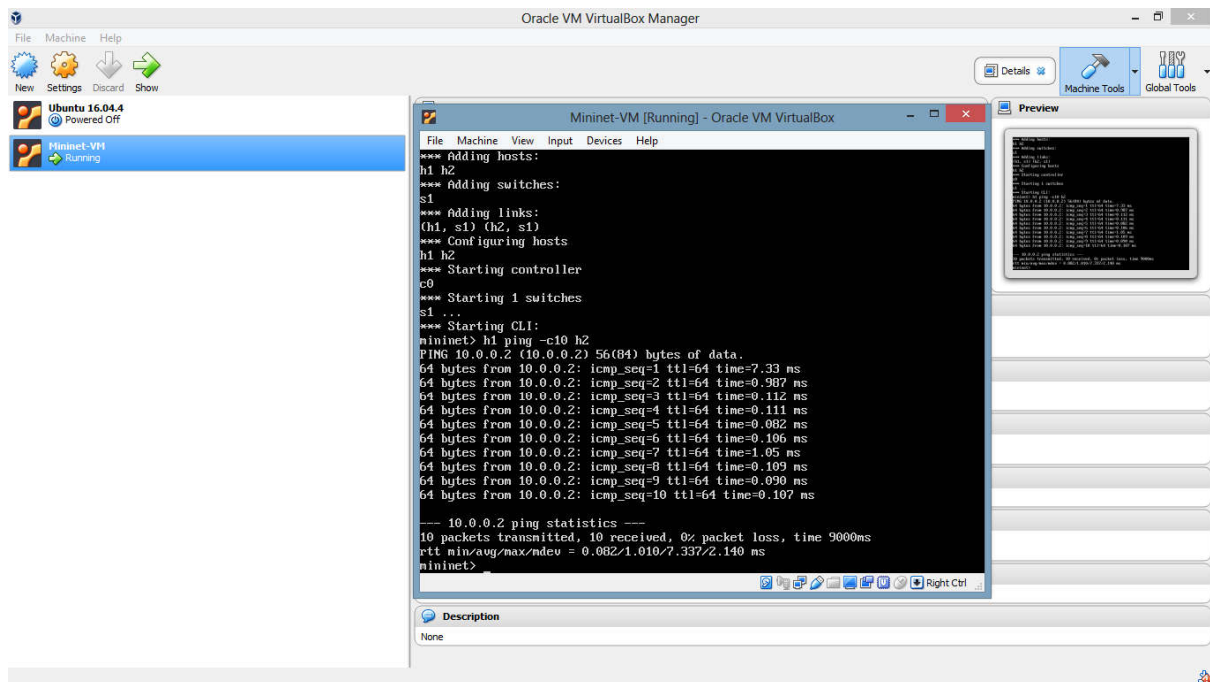 Oracle VM VirtualBox Manager
File Machine Help
New Settings Discard Show
Details
Machine Tools
Global Tools
Ubuntu 16.04.4
Powered Off
Mininet-VM
Running
Mininet-VM [Running] - Oracle VM VirtualBox
File Machine View Input Devices Help
*** Adding hosts:
h1 h2
*** Adding switches:
s1
*** Adding links:
(h1, s1) (h2, s1)
*** Configuring hosts
h1 h2
*** Starting controller
c0
*** Starting 1 switches
s1 ...
*** Starting CLI:
mininet> h1 ping -c10 h2
PING 10.0.0.2 (10.0.0.2) 56(84) bytes of data.
64 bytes from 10.0.0.2: icmp_seq=1 ttl=64 time=7.33 ms
64 bytes from 10.0.0.2: icmp_seq=2 ttl=64 time=0.987 ms
64 bytes from 10.0.0.2: icmp_seq=3 ttl=64 time=0.112 ms
64 bytes from 10.0.0.2: icmp_seq=4 ttl=64 time=0.111 ms
64 bytes from 10.0.0.2: icmp_seq=5 ttl=64 time=0.082 ms
64 bytes from 10.0.0.2: icmp_seq=6 ttl=64 time=0.106 ms
64 bytes from 10.0.0.2: icmp_seq=7 ttl=64 time=1.05 ms
64 bytes from 10.0.0.2: icmp_seq=8 ttl=64 time=0.109 ms
64 bytes from 10.0.0.2: icmp_seq=9 ttl=64 time=0.090 ms
64 bytes from 10.0.0.2: icmp_seq=10 ttl=64 time=0.107 ms
--- 10.0.0.2 ping statistics ---
10 packets transmitted, 10 received, 0% packet loss, time 9000ms
rtt min/avg/max/mdev = 0.082/1.010/7.337/2.140 ms
mininet> _
Right Ctrl
Preview
Description
None